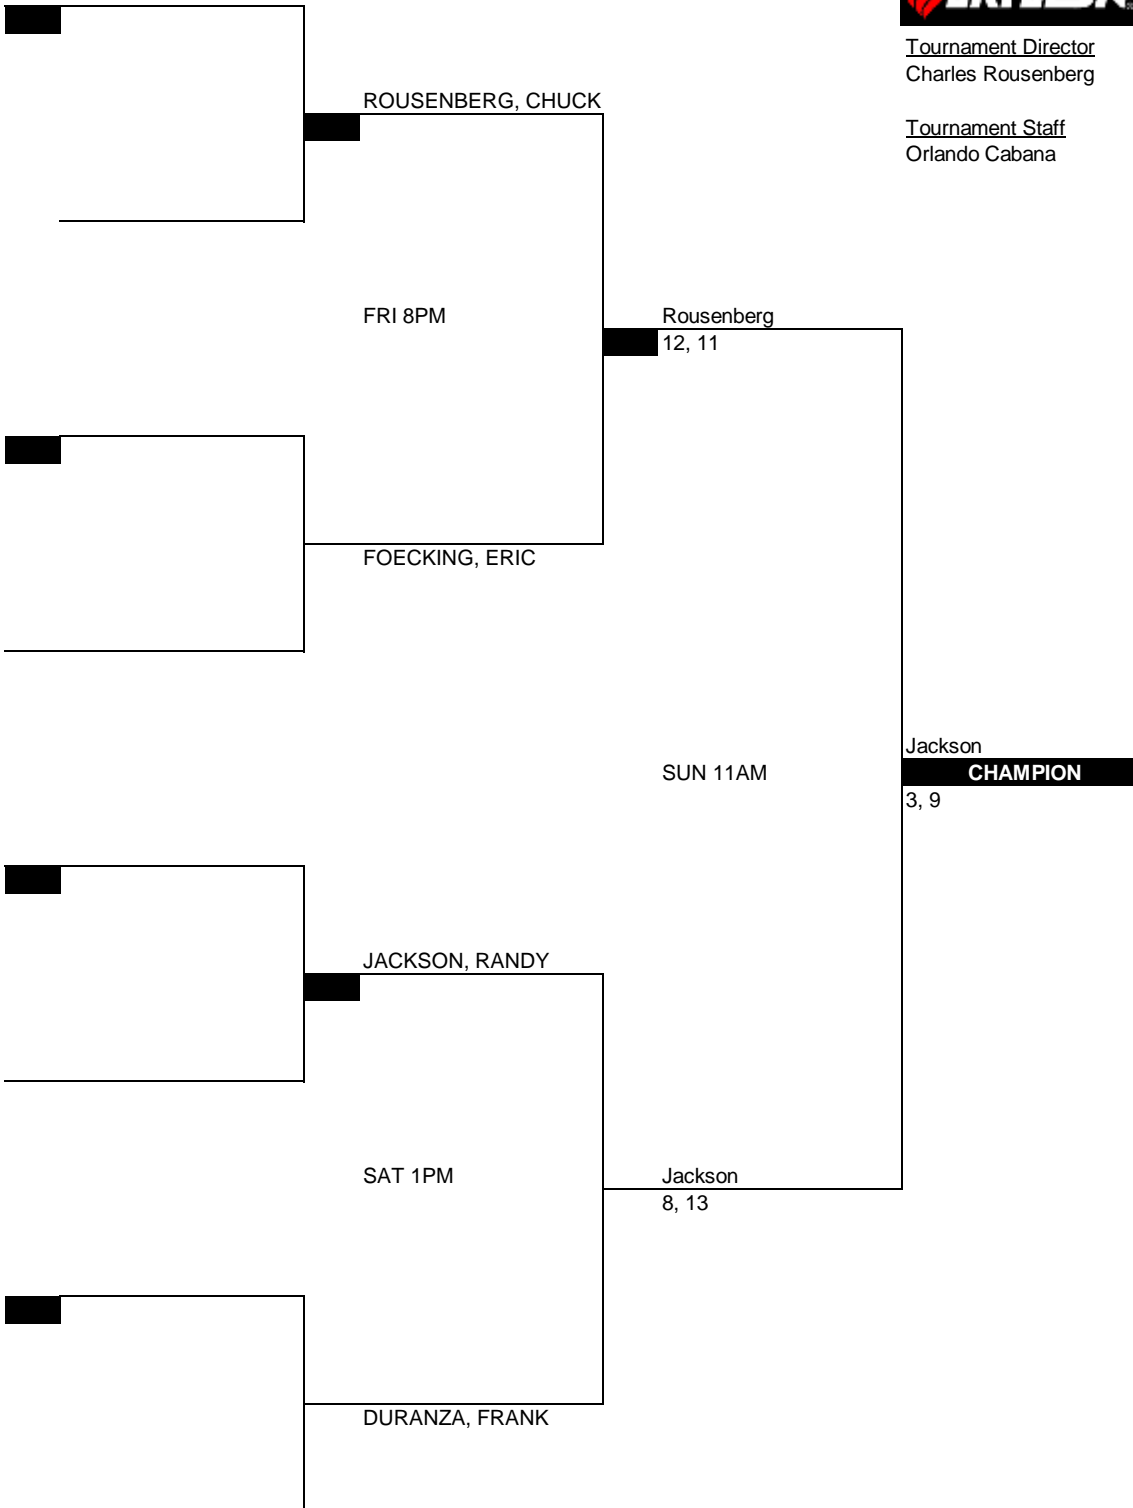 Tournament Director
Charles Rousenberg
ROUSENBERG, CHUCK
Tournament Staff
Orlando Cabana
FRI 8PM
Rousenberg
12, 11
FOECKING, ERIC
Jackson
SUN 11AM
CHAMPION
3, 9
JACKSON, RANDY
SAT 1PM
Jackson
8, 13
DURANZA, FRANK